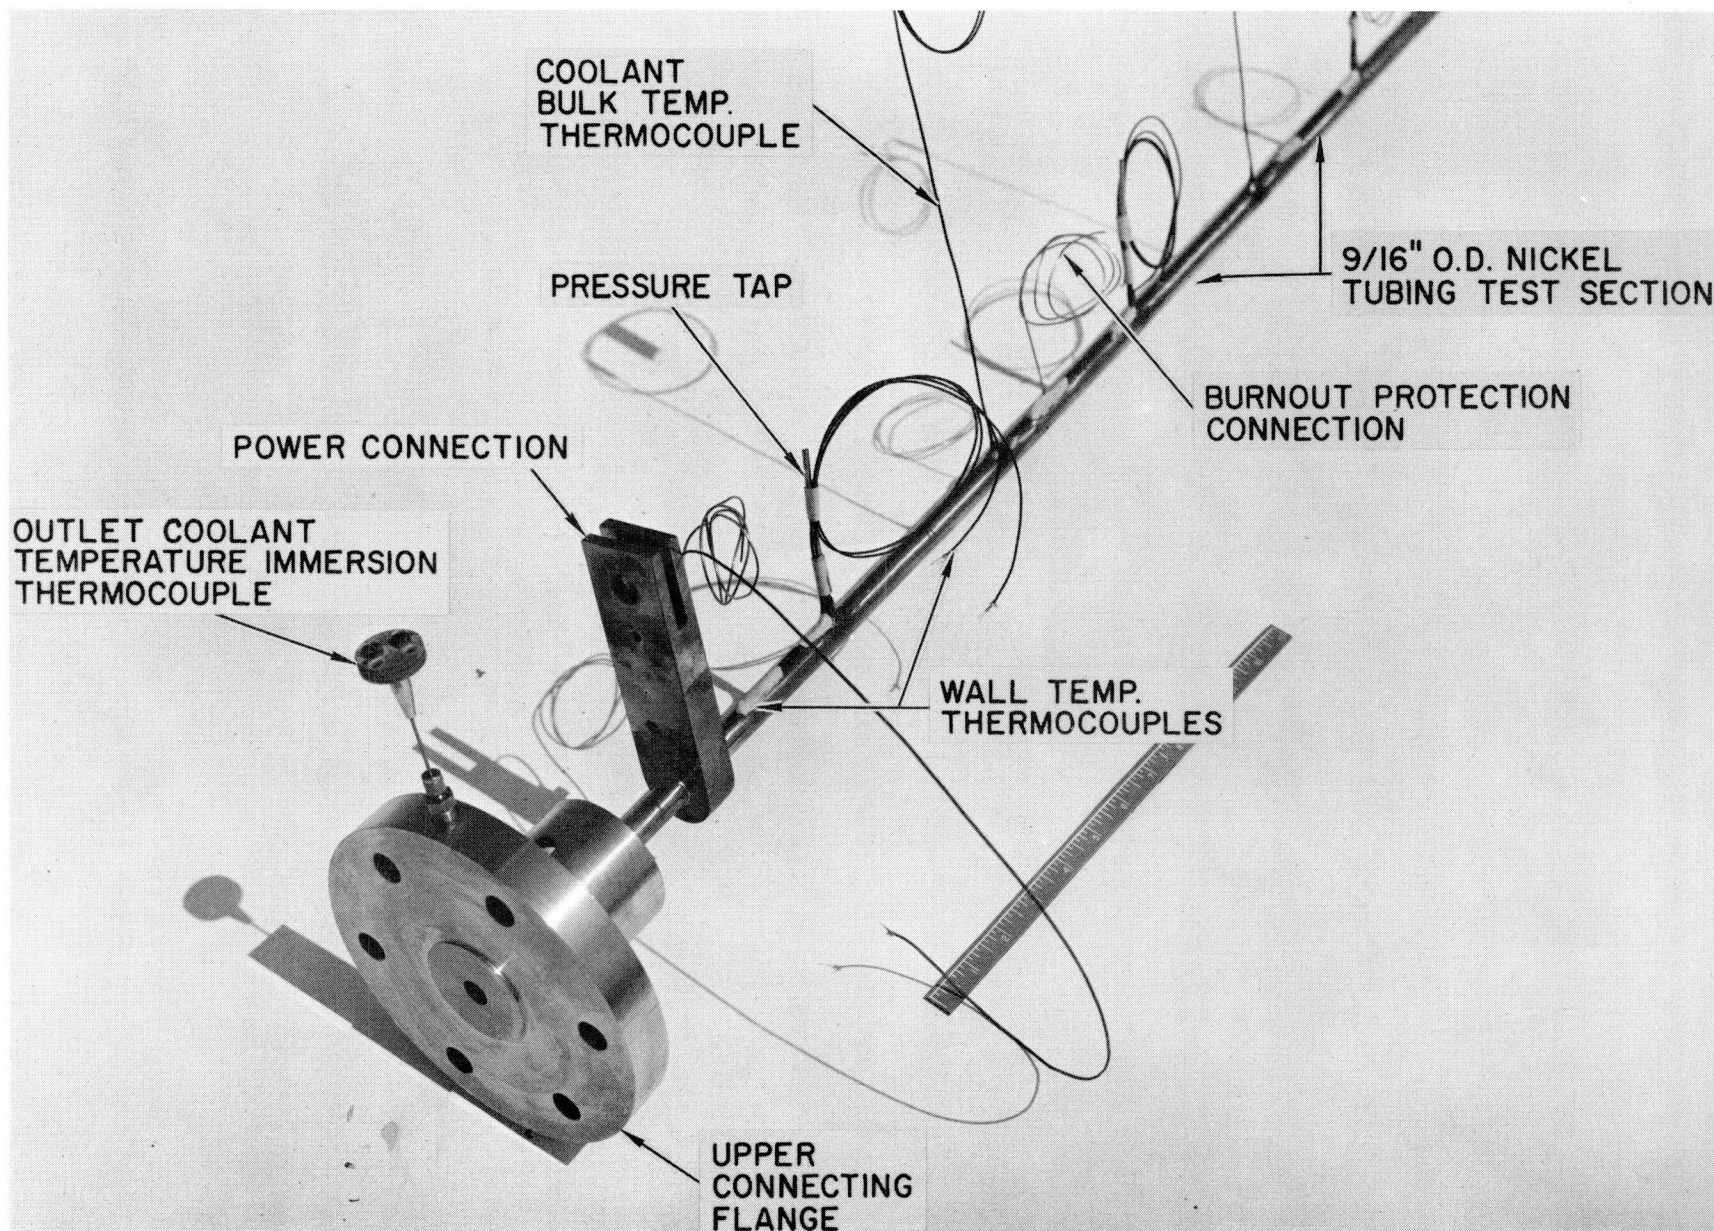 COOLANT
BULK TEMP.
THERMOCOUPLE
PRESSURE TAP
9/16" O.D. NICKEL
TUBING TEST SECTION
BURNOUT PROTECTION
CONNECTION
POWER CONNECTION
OUTLET COOLANT
TEMPERATURE IMMERSION
THERMOCOUPLE
WALL TEMP.
THERMOCOUPLES
UPPER
CONNECTING
FLANGE